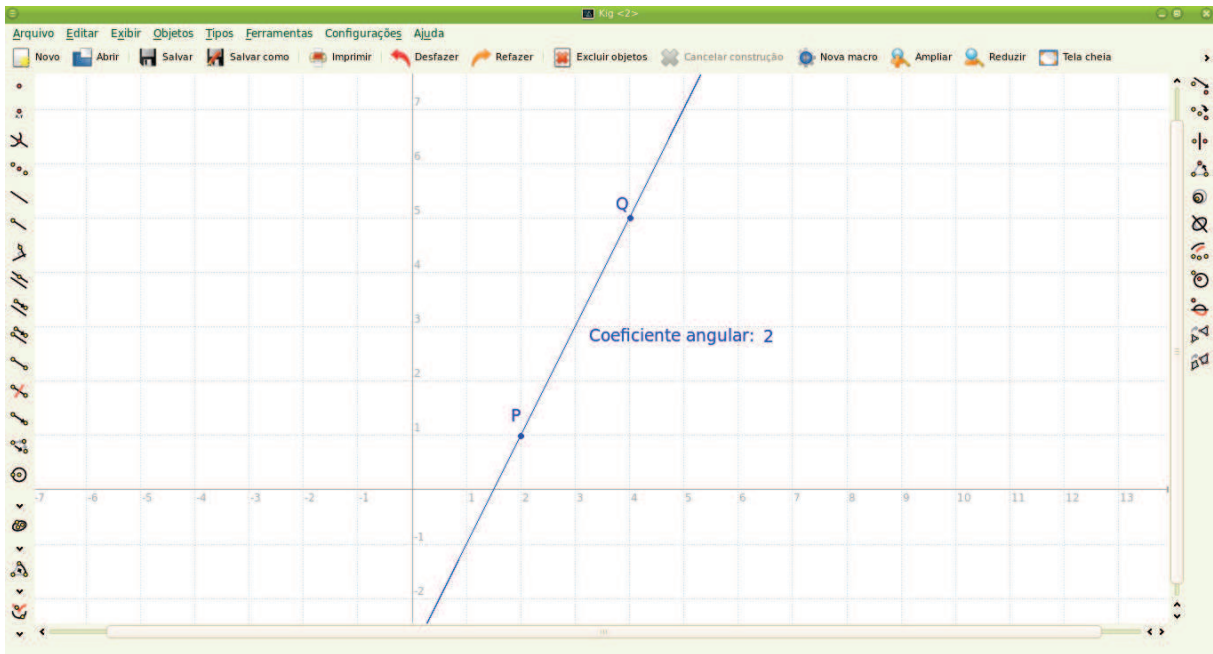 Kig <2>
Arquivo Editar Exibir Objetos Tipos Ferramentas Configurações Ajuda
Novo Abrir Salvar Salvar como Imprimir Desfazer Refazer Excluir objetos Cancelar construção Nova macro Ampliar Reduzir Tela cheia
7
6
Q
5
4
3
Coeficiente angular: 2
2
P
1
-7 -6 -5 -4 -3 -2 -1 1 2 3 4 5 6 7 8 9 10 11 12 13
-1
-2